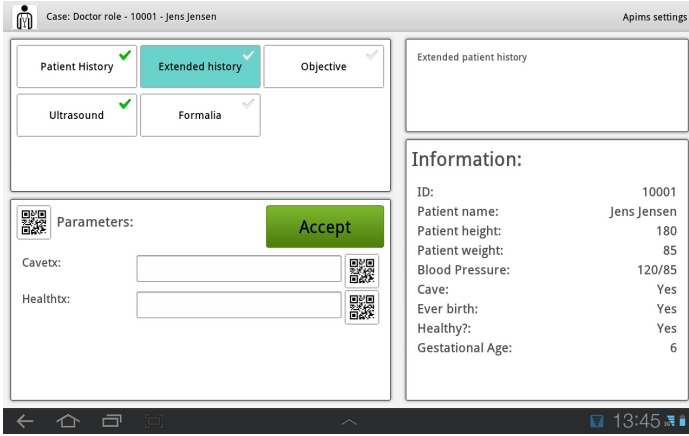 Case: Doctor role - 10001 - Jens Jensen
Apims settings
Patient History
Extended history
Objective
Ultrasound
Formalia
Extended patient history
Parameters:
Accept
Cavetx:
Healthtx:
Information:
ID: 10001
Patient name: Jens Jensen
Patient height: 180
Patient weight: 85
Blood Pressure: 120/85
Cave: Yes
Ever birth: Yes
Healthy?: Yes
Gestational Age: 6
13:45